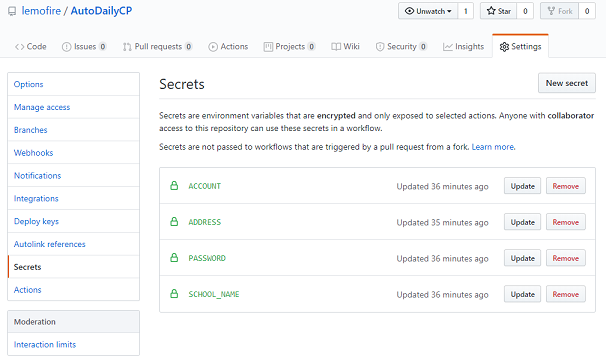 lemofire / AutoDailyCP
Unwatch 1 Star 0 Fork 0
Code Issues 0 Pull requests 0 Actions Projects 0 Wiki Security 0 Insights Settings
Options
Manage access
Branches
Webhooks
Notifications
Integrations
Deploy keys
Autolink references
Secrets
Actions
Moderation
Interaction limits
Secrets
New secret
Secrets are environment variables that are encrypted and only exposed to selected actions. Anyone with collaborator
access to this repository can use these secrets in a workflow.
Secrets are not passed to workflows that are triggered by a pull request from a fork. Learn more.
ACCOUNT Updated 36 minutes ago Update Remove
ADDRESS Updated 35 minutes ago Update Remove
PASSWORD Updated 36 minutes ago Update Remove
SCHOOL_NAME Updated 36 minutes ago Update Remove